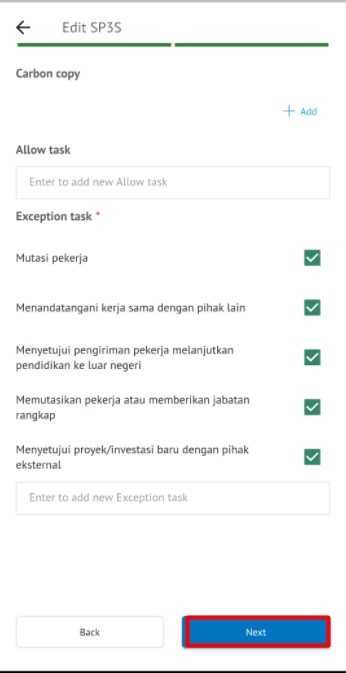 Edit SP3S
Carbon copy
+ Add
Allow task
Enter to add new Allow task
Exception task *
Mutasi pekerja
Menandatangani kerja sama dengan pihak lain
Menyetujui pengiriman pekerja melanjutkan
pendidikan ke luar negeri
Memutasikan pekerja atau memberikan jabatan
rangkap
Menyetujui proyek/investasi baru dengan pihak
eksternal
Enter to add new Exception task
Back
Next